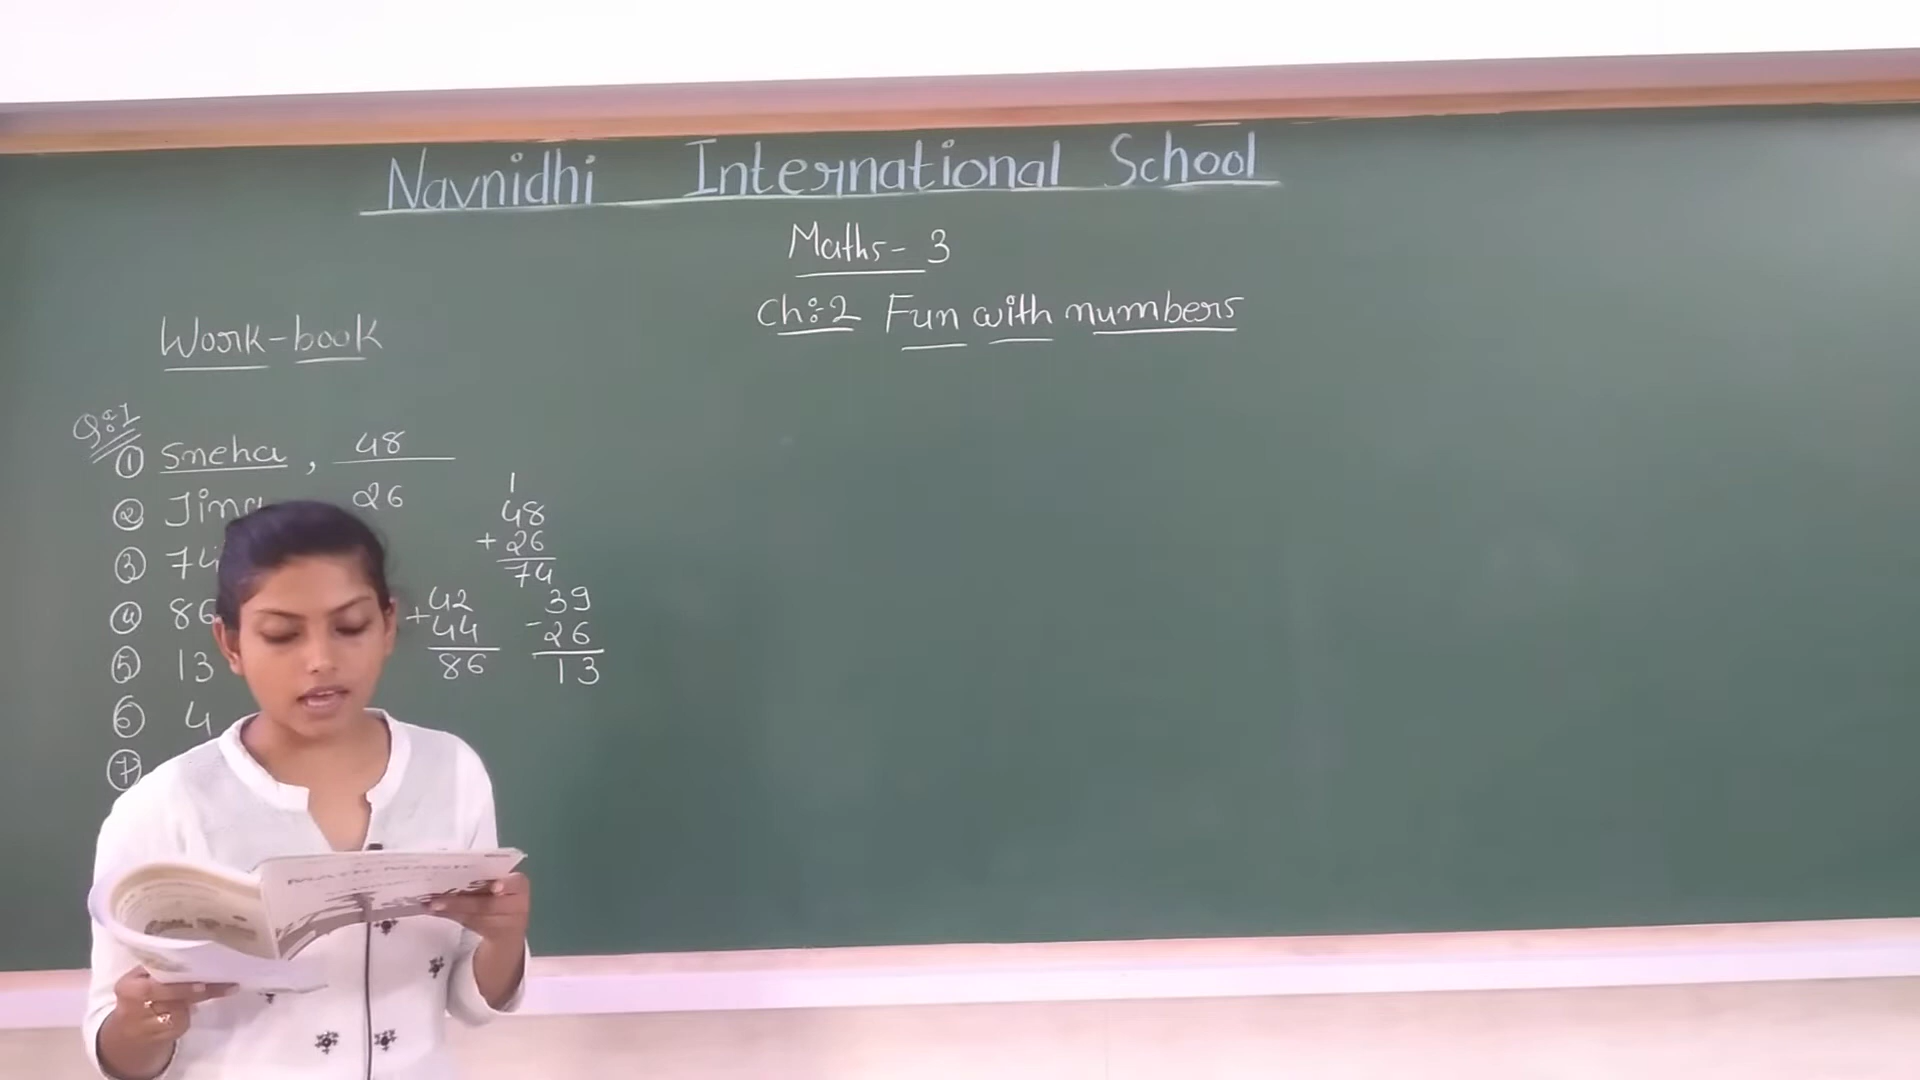 Navnidhi International School
Maths - 3
Ch:2 Fun with numbers
Work-book
Q:1
① Sneha, 48
② 26
③ 74
④ 86
⑤ 13
⑥ 4
⑦
1
48
+ 26
74
42
+ 44
86
39
- 26
13
MATH